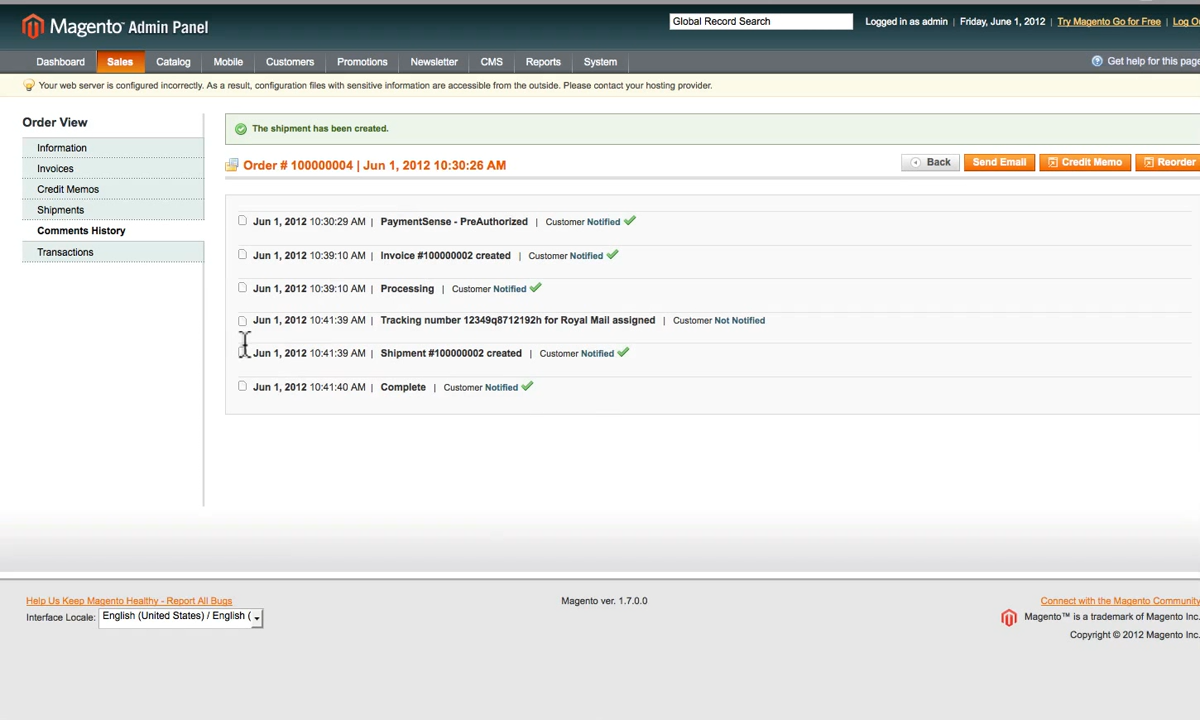 Magento™ Admin Panel
Global Record Search
Logged in as admin | Friday, June 1, 2012 | Try Magento Go for Free | Log O
Dashboard Sales Catalog Mobile Customers Promotions Newsletter CMS Reports System
Get help for this page
Your web server is configured incorrectly. As a result, configuration files with sensitive information are accessible from the outside. Please contact your hosting provider.
Order View
Information
Invoices
Credit Memos
Shipments
Comments History
Transactions
The shipment has been created.
Order # 100000004 | Jun 1, 2012 10:30:26 AM
Back Send Email Credit Memo Reorder
Jun 1, 2012 10:30:29 AM | PaymentSense - PreAuthorized | Customer Notified
Jun 1, 2012 10:39:10 AM | Invoice #100000002 created | Customer Notified
Jun 1, 2012 10:39:10 AM | Processing | Customer Notified
Jun 1, 2012 10:41:39 AM | Tracking number 12349q8712192h for Royal Mail assigned | Customer Not Notified
Jun 1, 2012 10:41:39 AM | Shipment #100000002 created | Customer Notified
Jun 1, 2012 10:41:40 AM | Complete | Customer Notified
Help Us Keep Magento Healthy - Report All Bugs
Interface Locale: English (United States) / English (
Magento ver. 1.7.0.0
Connect with the Magento Community
Magento™ is a trademark of Magento Inc.
Copyright © 2012 Magento Inc.